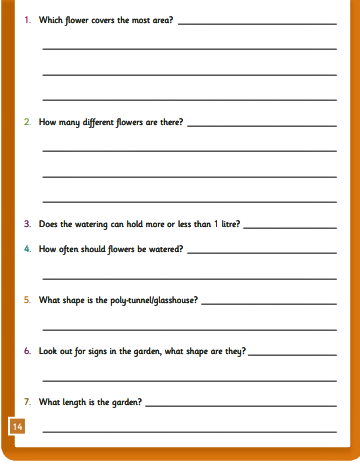 1. Which flower covers the most area?
2. How many different flowers are there?
3. Does the watering can hold more or less than 1 litre?
4. How often should flowers be watered?
5. What shape is the poly-tunnel/glasshouse?
6. Look out for signs in the garden, what shape are they?
7. What length is the garden?
14